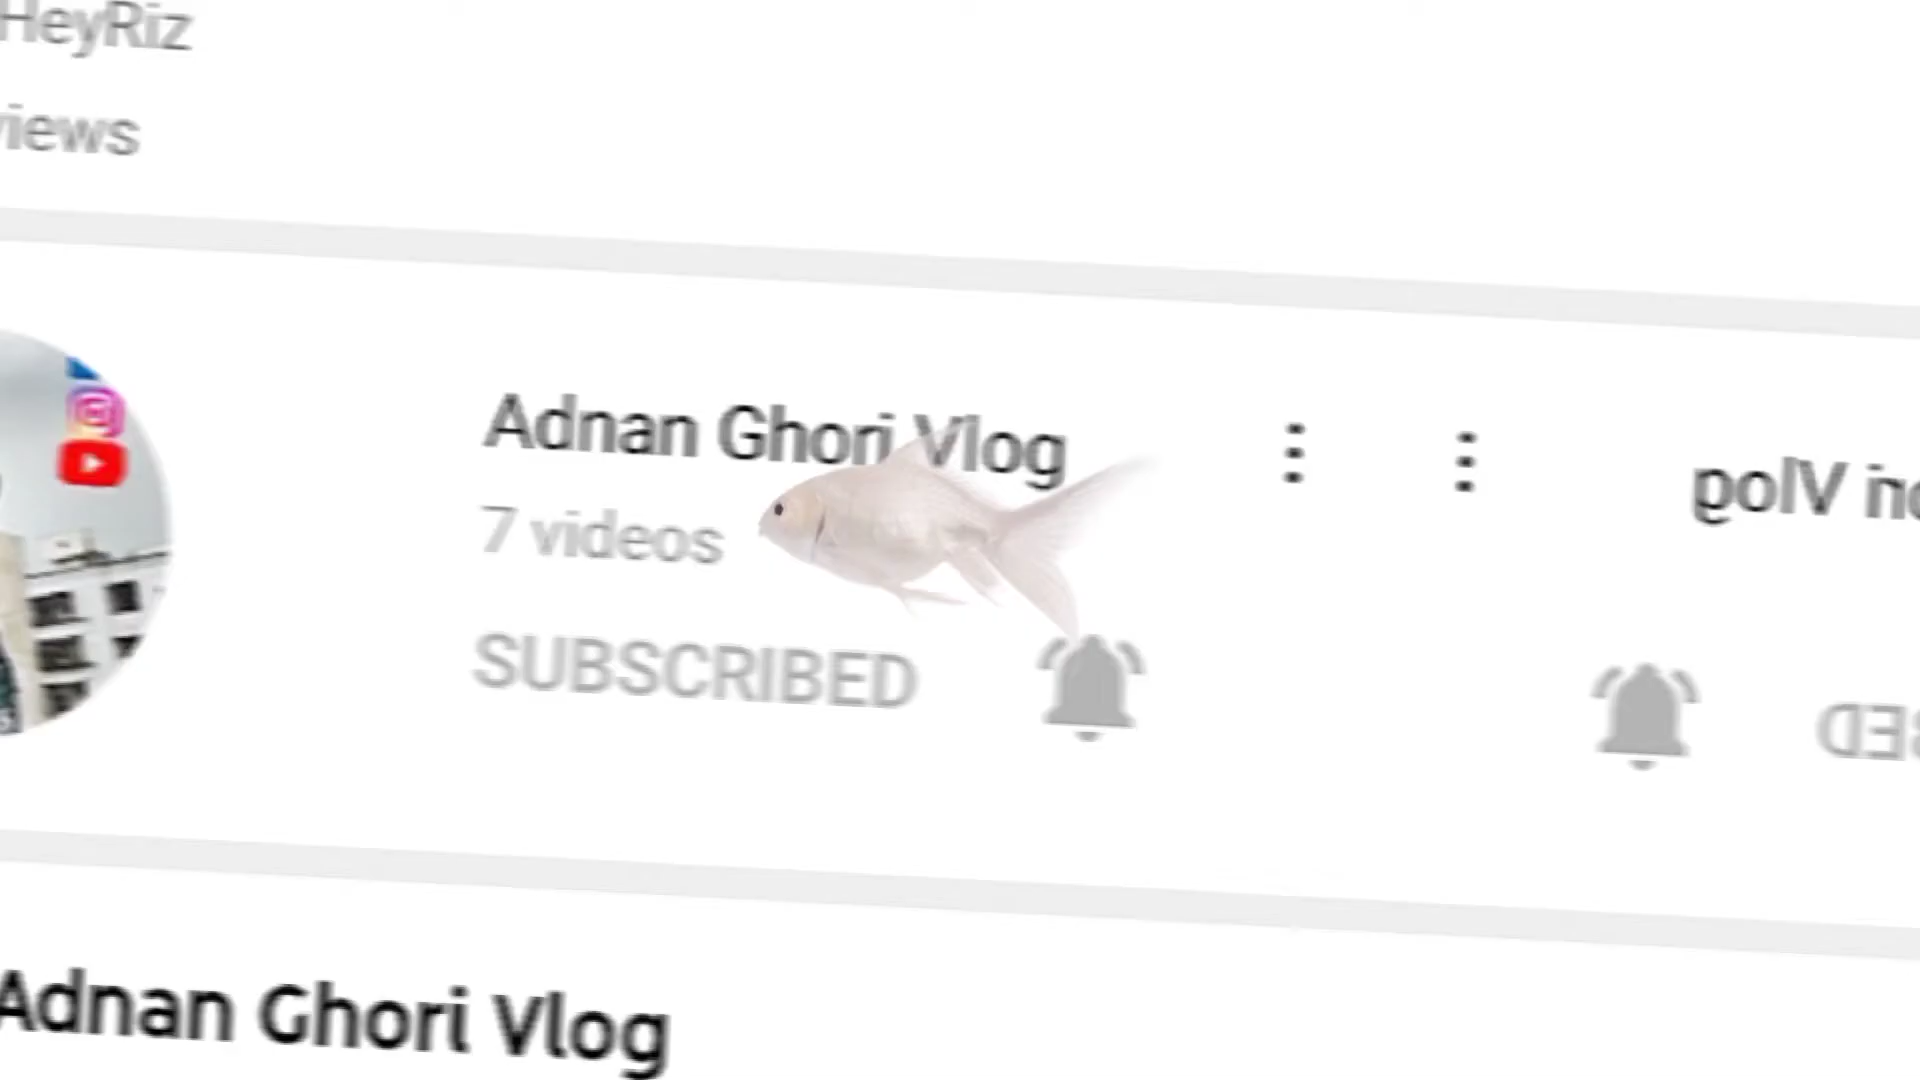 HeyRiz
views
Adnan Ghori Vlog
7 videos
SUBSCRIBED
Adnan Ghori Vlog